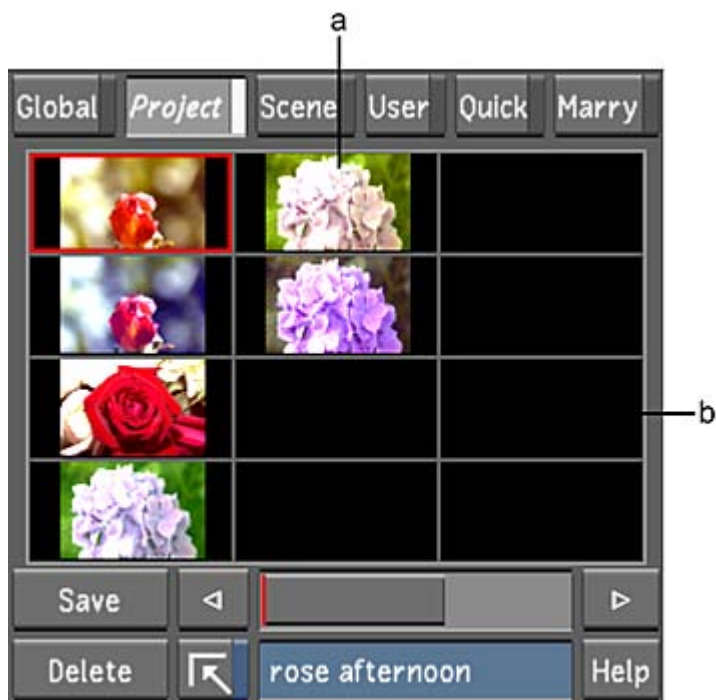 a
Global Project Scene User Quick Marry
b
Save
Delete rose afternoon Help